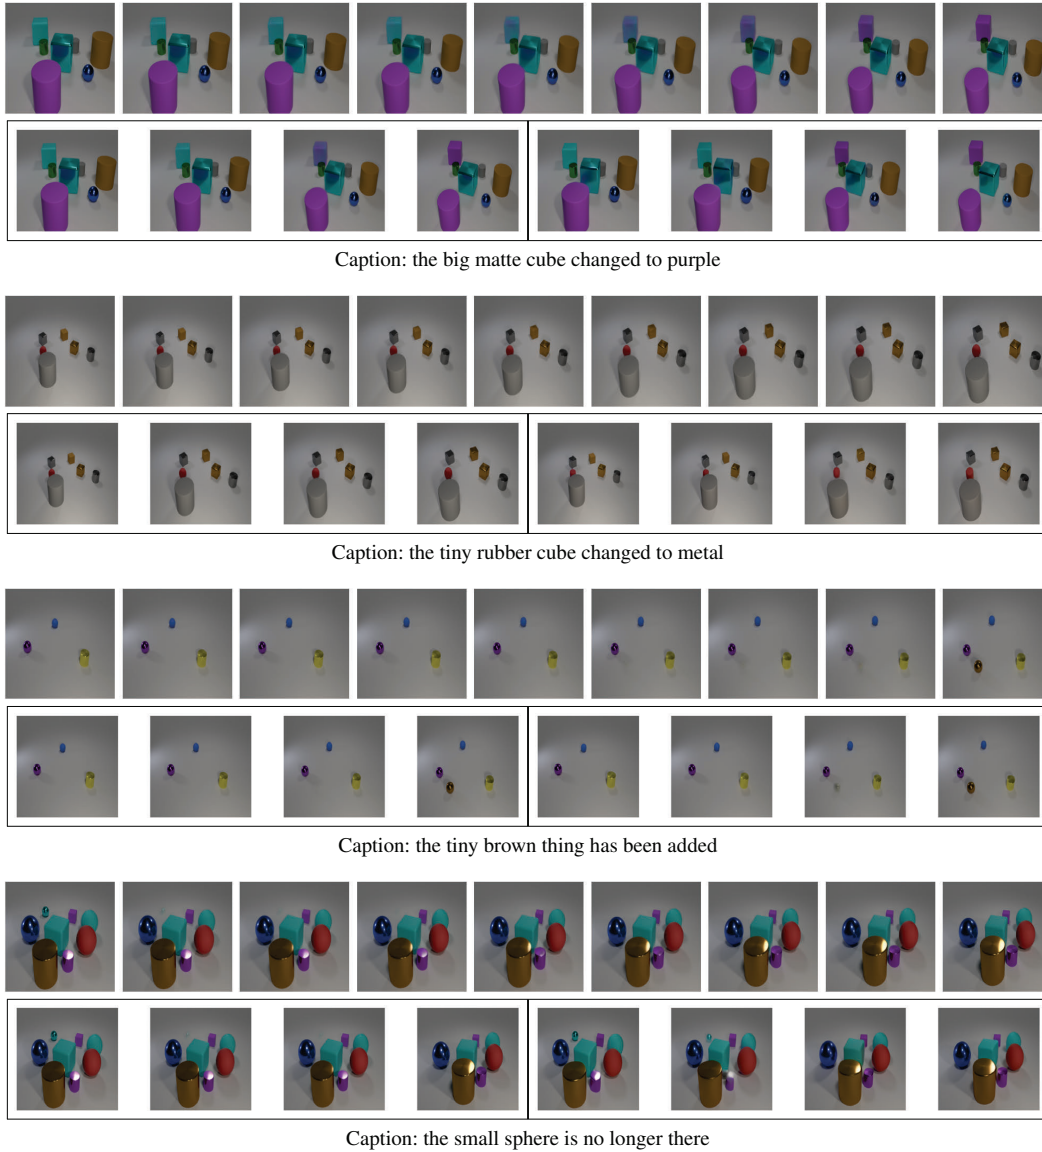 Caption: the big matte cube changed to purple
Caption: the tiny rubber cube changed to metal
Caption: the tiny brown thing has been added
Caption: the small sphere is no longer there